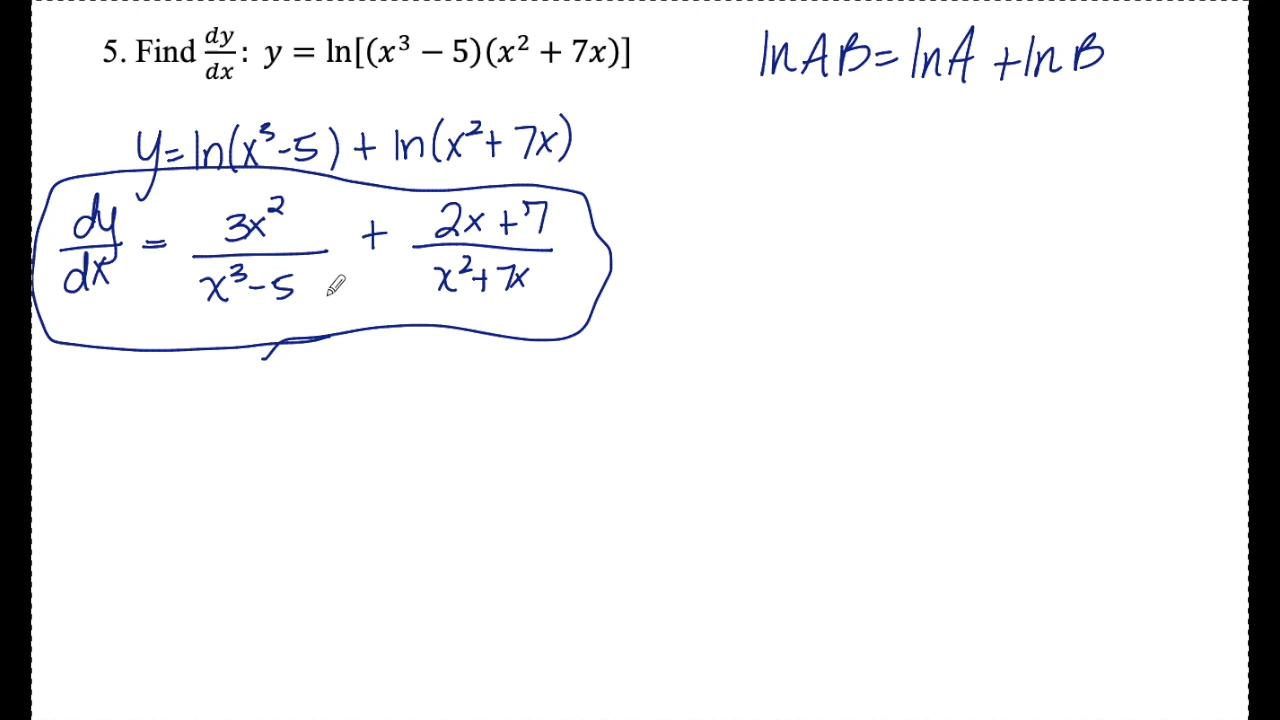 5. Find dy/dx: y = ln[(x³ − 5)(x² + 7x)]
ln AB = ln A + ln B
y = ln(x³-5) + ln(x² + 7x)
dy/dx = 3x²/(x³-5) + (2x+7)/(x²+7x)